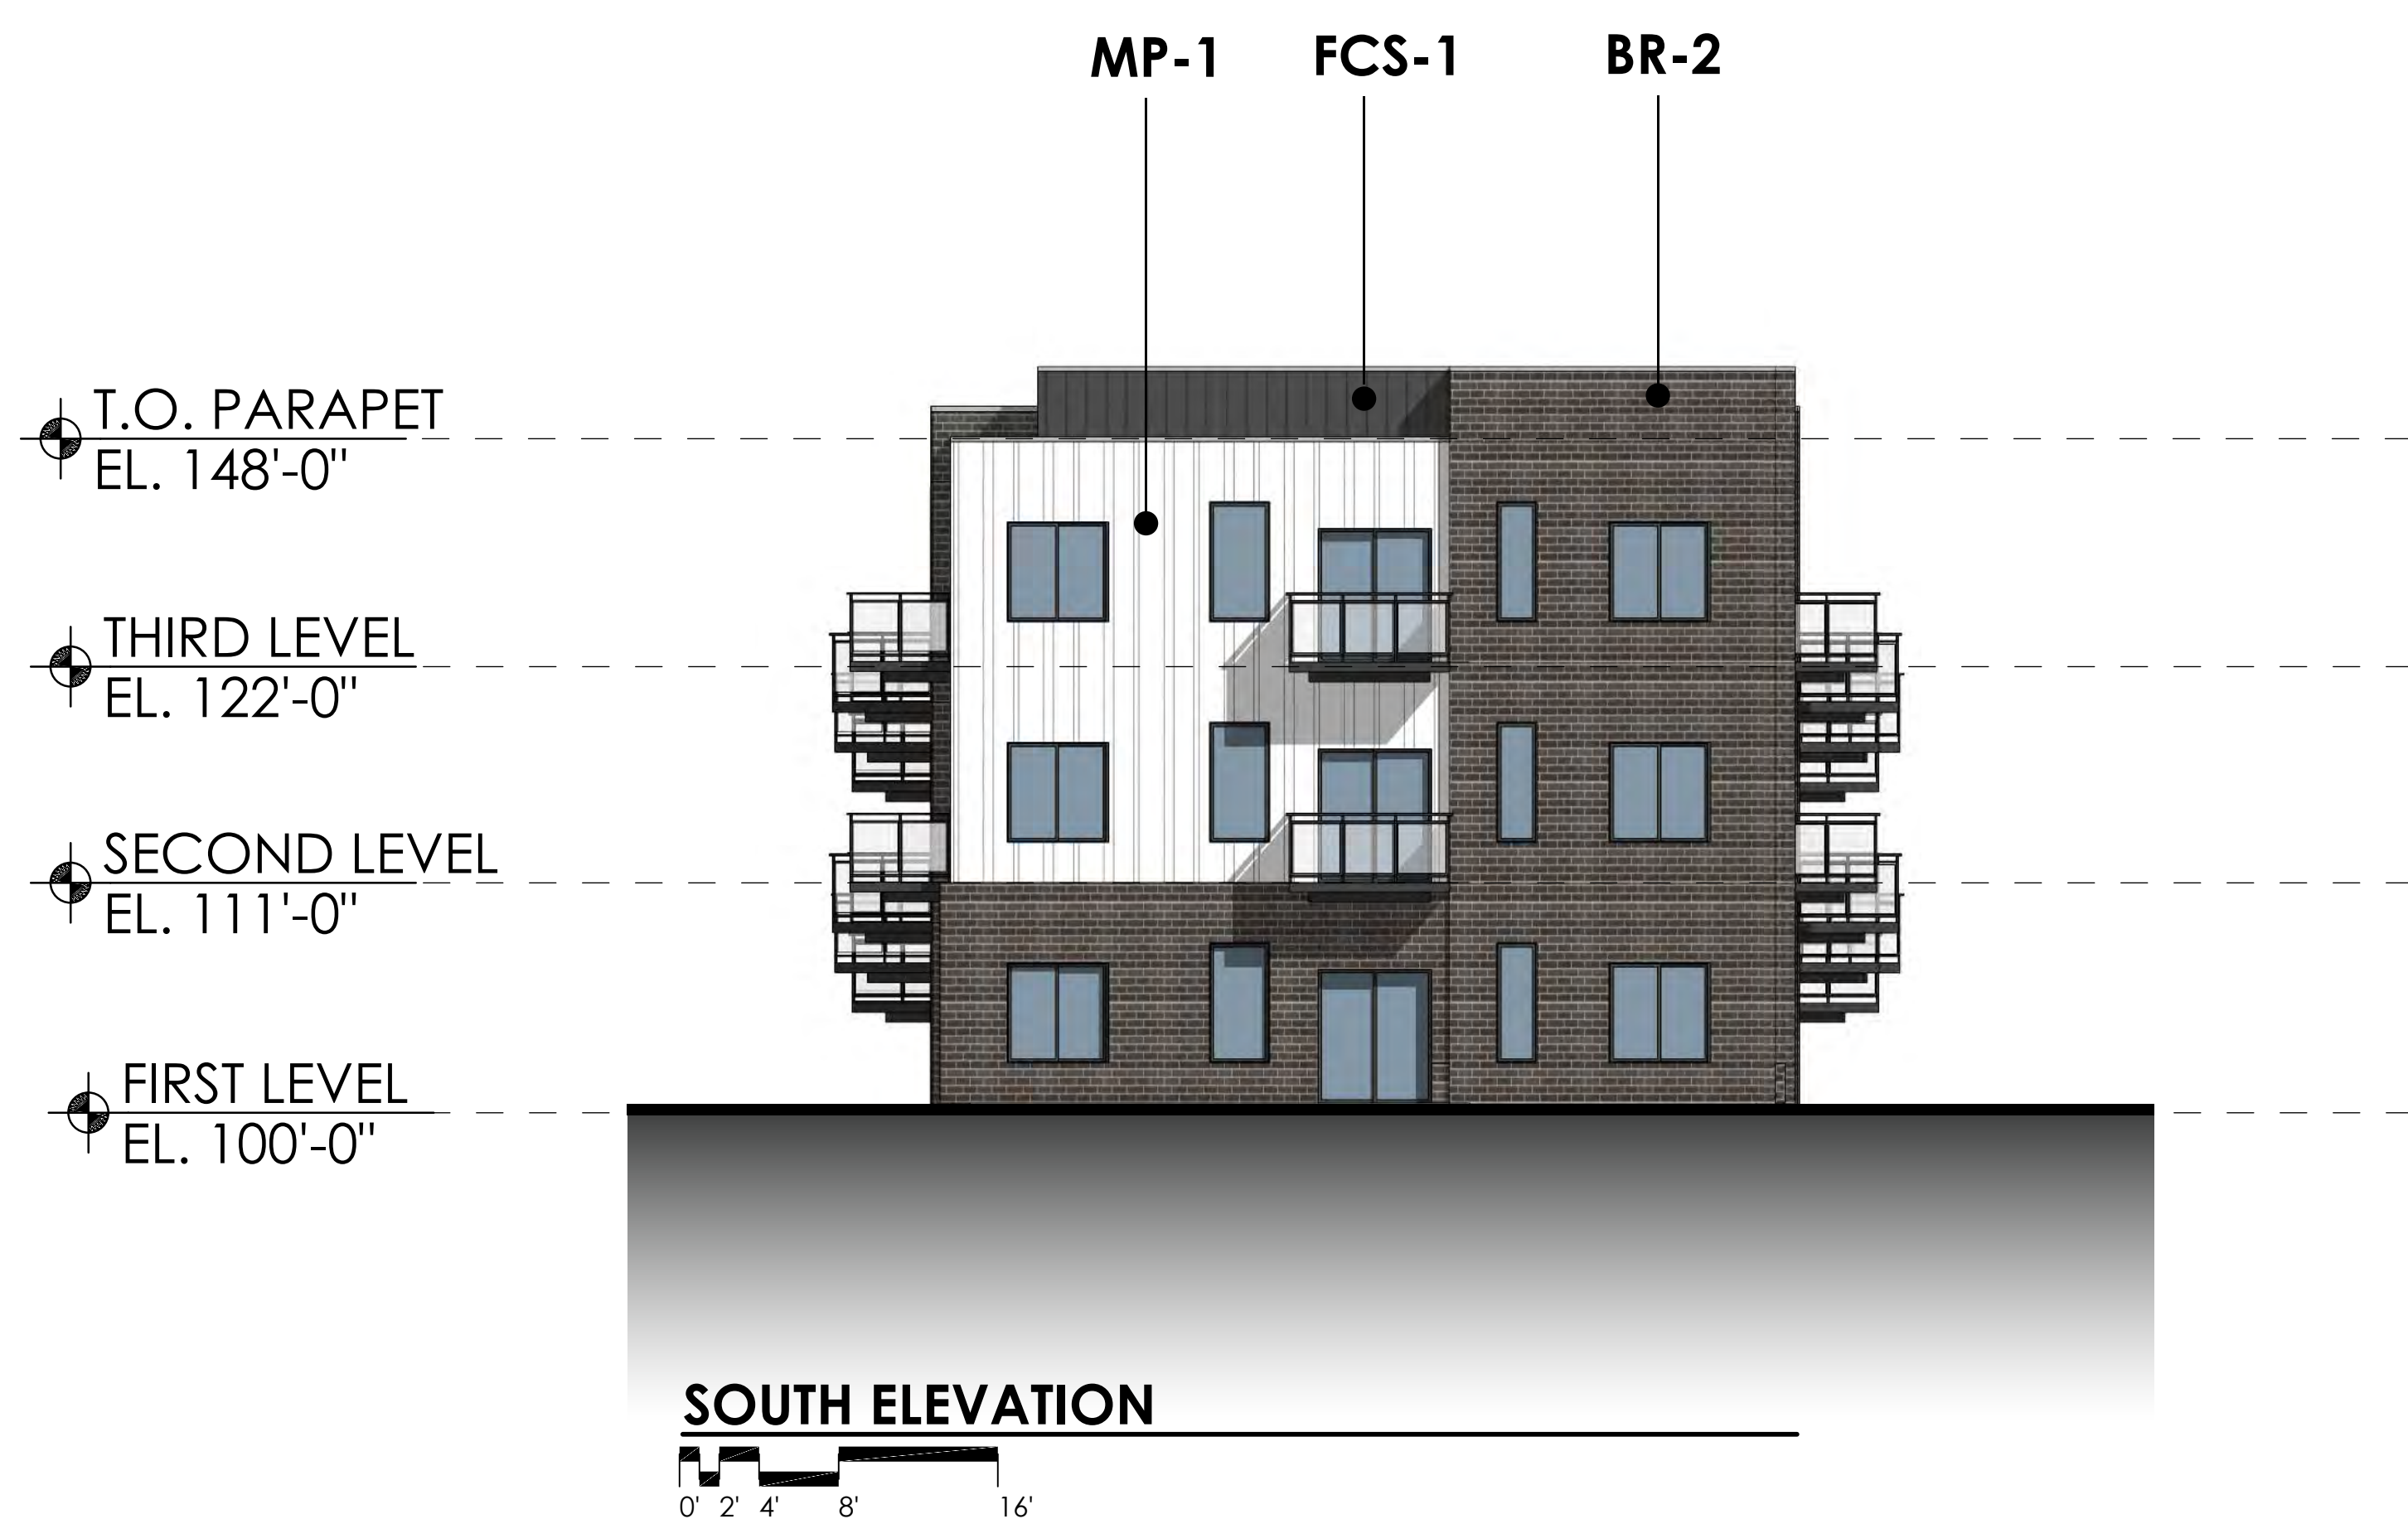 MP-1 FCS-1 BR-2
T.O. PARAPET
EL. 148'-0"
THIRD LEVEL
EL. 122'-0"
SECOND LEVEL
EL. 111'-0"
FIRST LEVEL
EL. 100'-0"
SOUTH ELEVATION
0' 2' 4' 8' 16'